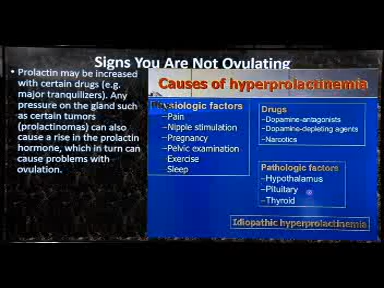 Signs You Are Not Ovulating
• Prolactin may be increased
with certain drugs (e.g.
major tranquilizers). Any
pressure on the gland such
as certain tumors
(prolactinomas) can also
cause a rise in the prolactin
hormone, which in turn can
cause problems with
ovulation.
Causes of hyperprolactinemia
Physiologic factors
–Pain
–Nipple stimulation
–Pregnancy
–Pelvic examination
–Exercise
–Sleep
Drugs
–Dopamine-antagonists
–Dopamine-depleting agents
–Narcotics
Pathologic factors
–Hypothalamus
–Pituitary
–Thyroid
Idiopathic hyperprolactinemia